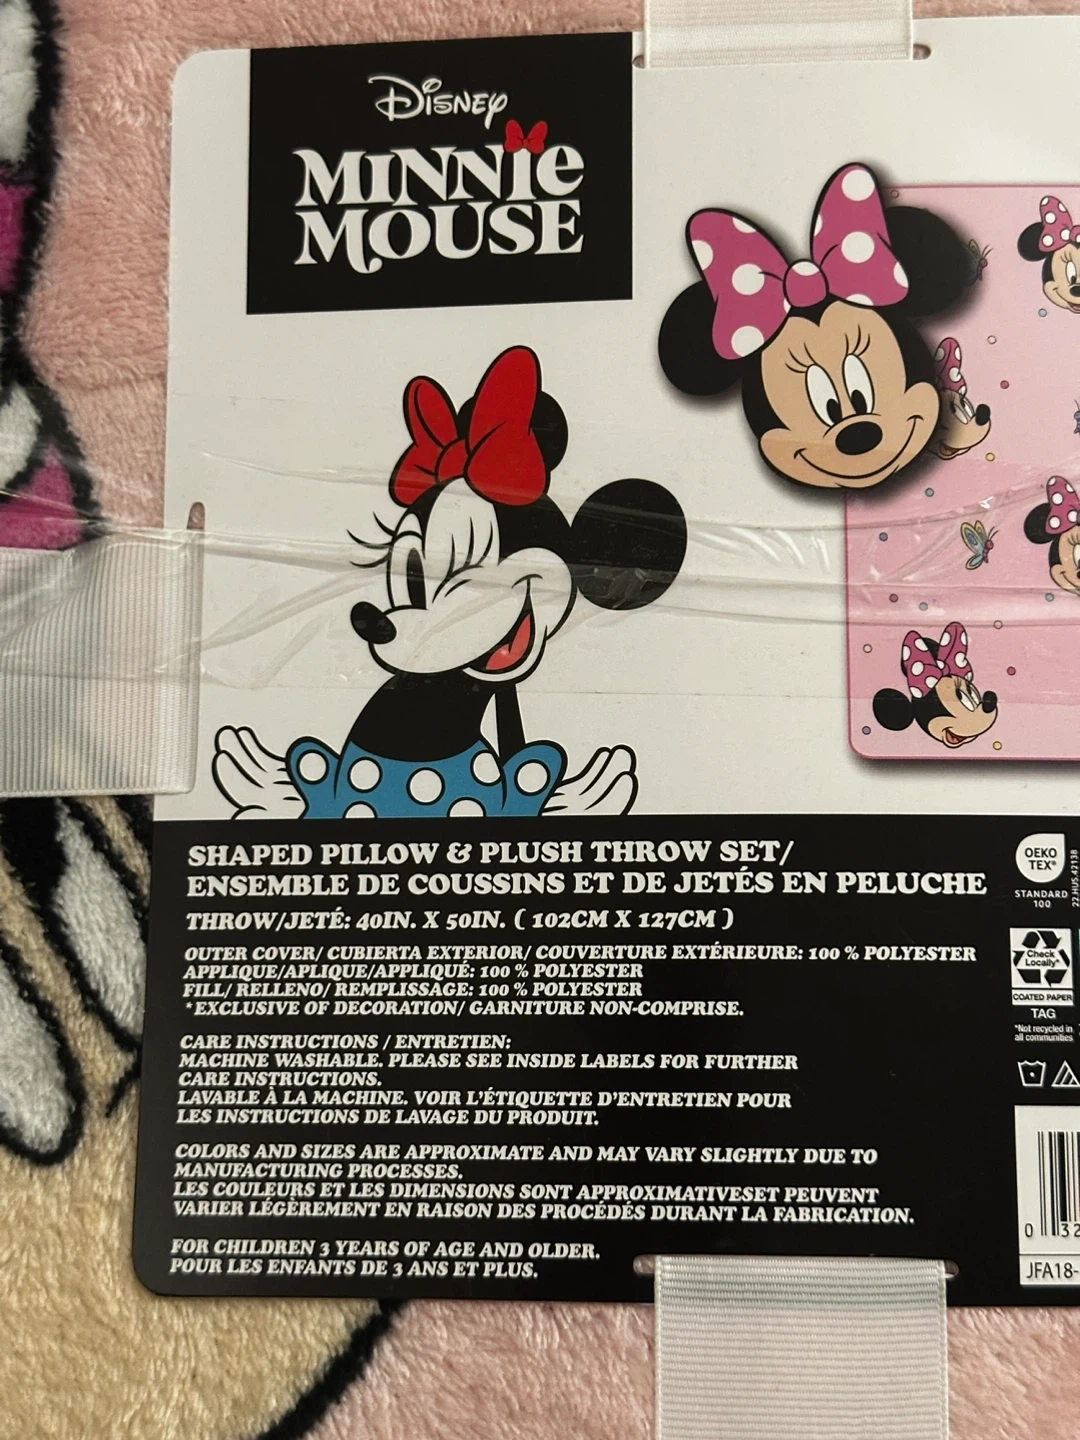 Disney
MINNie
MOUSE
SHAPED PILLOW & PLUSH THROW SET/
ENSEMBLE DE COUSSINS ET DE JETÉS EN PELUCHE
THROW/JETÉ: 40IN. X 50IN. ( 102CM X 127CM )
OUTER COVER/ CUBIERTA EXTERIOR/ COUVERTURE EXTÉRIEURE: 100 % POLYESTER
APPLIQUE/APLIQUE/APPLIQUÉ: 100 % POLYESTER
FILL/ RELLENO/ REMPLISSAGE: 100 % POLYESTER
*EXCLUSIVE OF DECORATION/ GARNITURE NON-COMPRISE.
CARE INSTRUCTIONS / ENTRETIEN:
MACHINE WASHABLE. PLEASE SEE INSIDE LABELS FOR FURTHER
CARE INSTRUCTIONS.
LAVABLE À LA MACHINE. VOIR L'ÉTIQUETTE D'ENTRETIEN POUR
LES INSTRUCTIONS DE LAVAGE DU PRODUIT.
COLORS AND SIZES ARE APPROXIMATE AND MAY VARY SLIGHTLY DUE TO
MANUFACTURING PROCESSES.
LES COULEURS ET LES DIMENSIONS SONT APPROXIMATIVESET PEUVENT
VARIER LÉGÈREMENT EN RAISON DES PROCÉDÉS DURANT LA FABRICATION.
FOR CHILDREN 3 YEARS OF AGE AND OLDER.
POUR LES ENFANTS DE 3 ANS ET PLUS.
OEKO
TEX®
STANDARD
100
22.HUS.42138
Check
Locally*
COATED PAPER
TAG
*Not recycled in
all communities
0 32
JFA18-